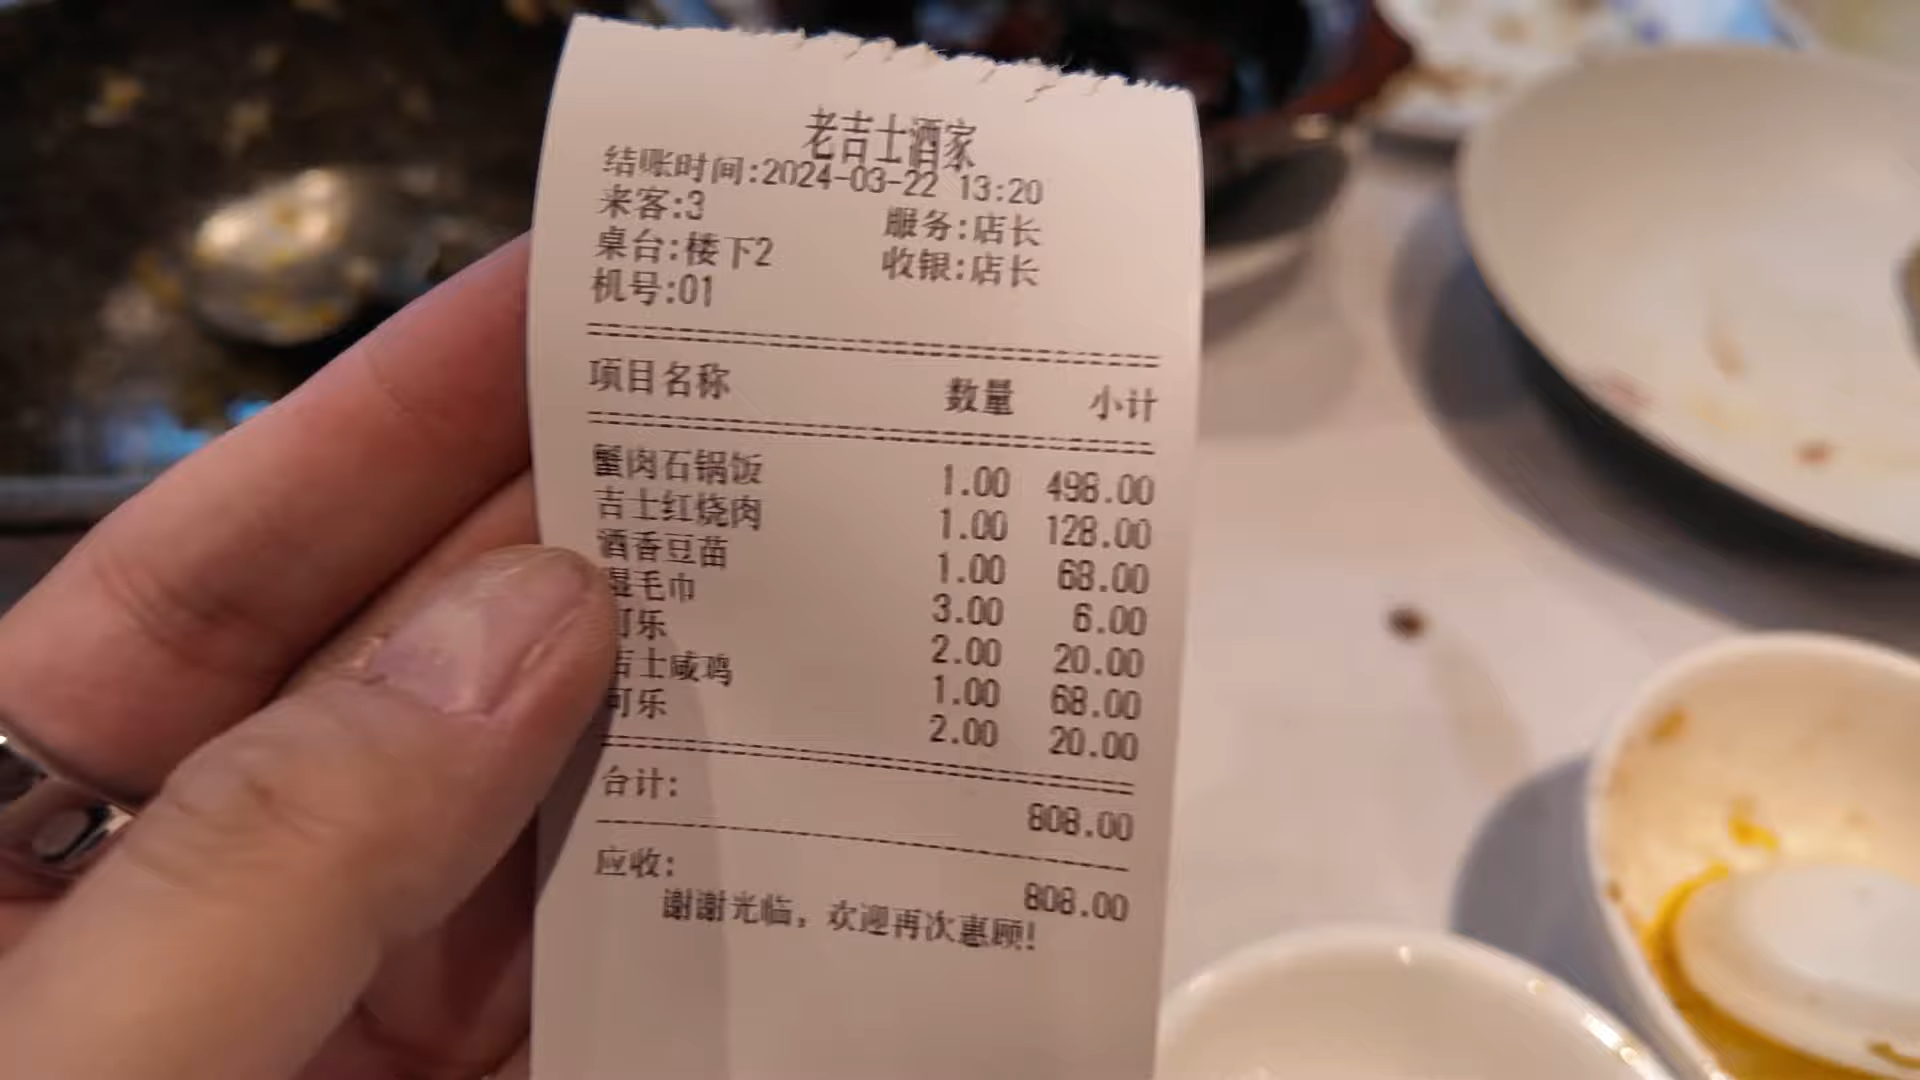 老吉士酒家
结账时间:2024-03-22 13:20
来客:3 服务:店长
桌台:楼下2 收银:店长
机号:01
项目名称 数量 小计
蟹肉石锅饭 1.00 498.00
吉士红烧肉 1.00 128.00
酒香豆苗 1.00 68.00
湿毛巾 3.00 6.00
可乐 2.00 20.00
吉士咸鸡 1.00 68.00
可乐 2.00 20.00
合计: 808.00
应收: 808.00
谢谢光临，欢迎再次惠顾!